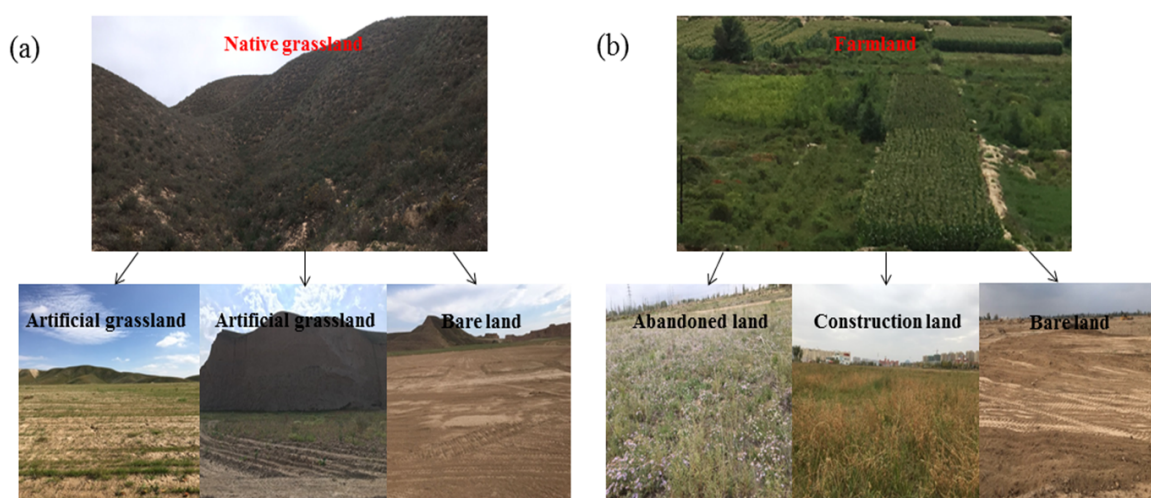 (a)
Native grassland
Artificial grassland
Artificial grassland
Bare land
(b)
Farmland
Abandoned land
Construction land
Bare land